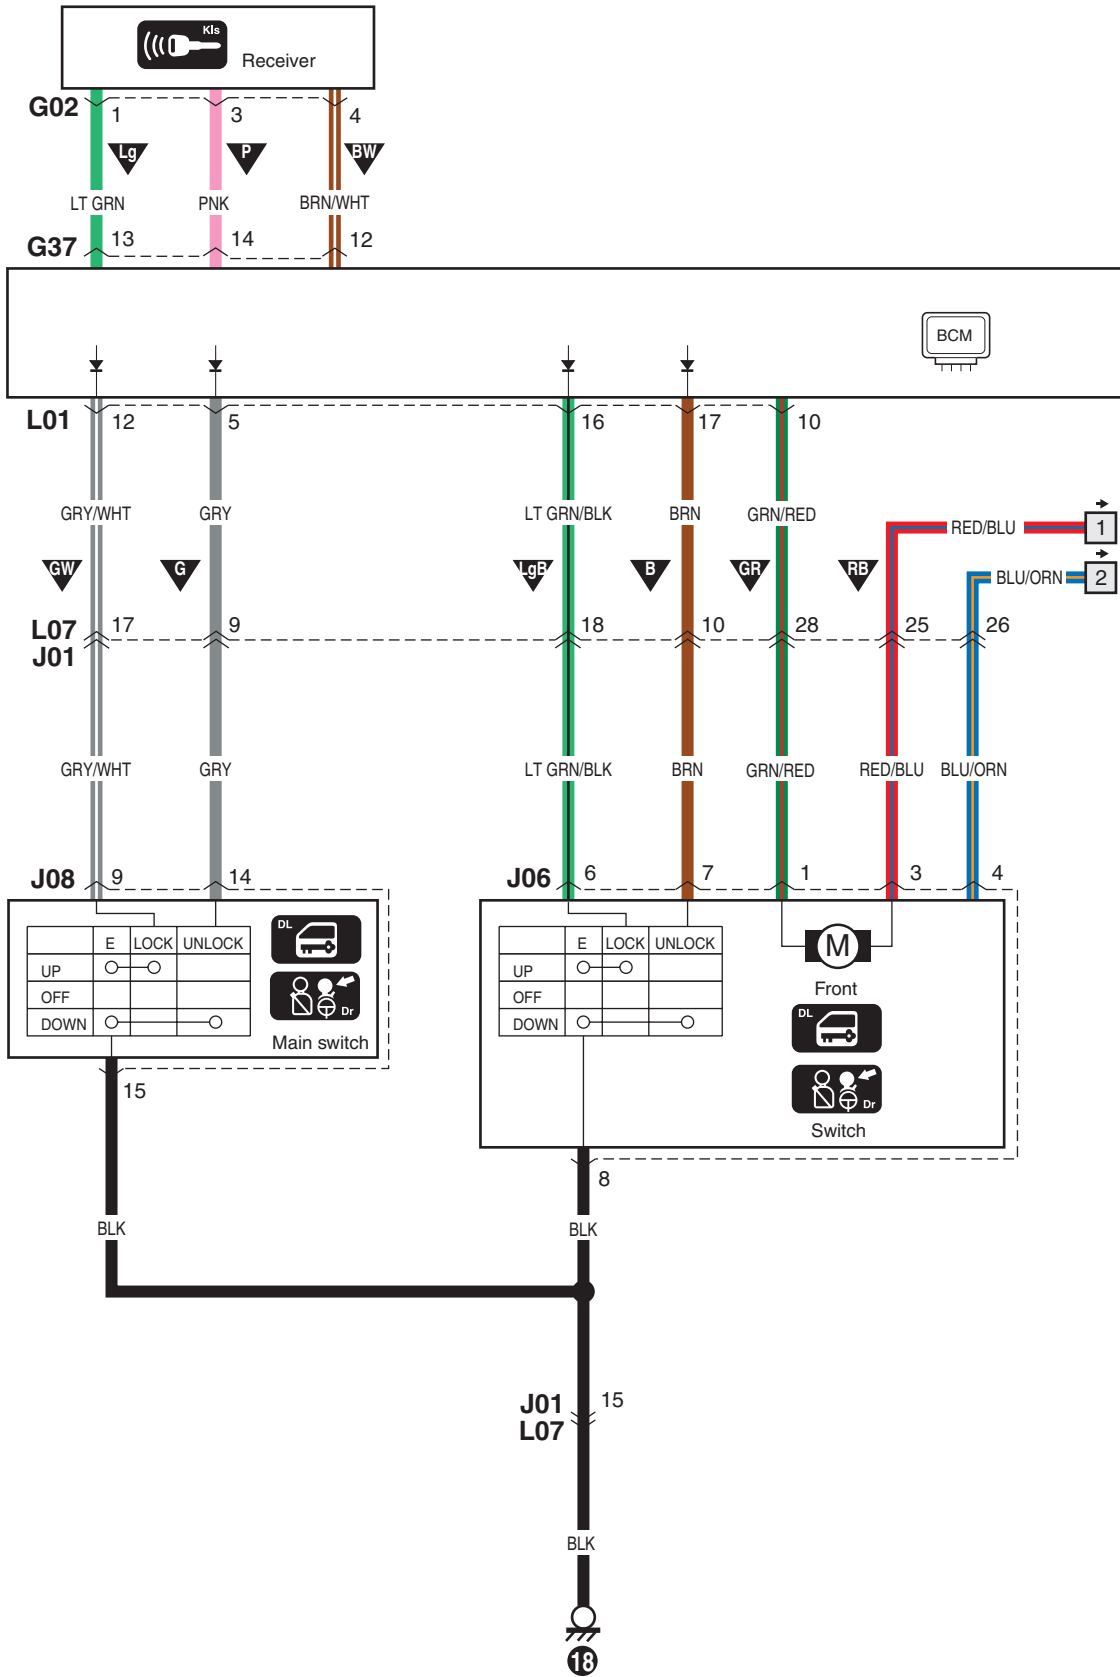 Kls
Receiver
G02 1 3 4
Lg P BW
LT GRN PNK BRN/WHT
G37 13 14 12
BCM
L01 12 5 16 17 10
GRY/WHT GRY LT GRN/BLK BRN GRN/RED
RED/BLU 1
GW G LgB B GR RB
BLU/ORN 2
L07 17 9 18 10 28 25 26
J01
GRY/WHT GRY LT GRN/BLK BRN GRN/RED RED/BLU BLU/ORN
J08 9 14 J06 6 7 1 3 4
DL
E LOCK UNLOCK E LOCK UNLOCK M
UP UP
Front
OFF OFF
Dr DL
DOWN DOWN
Main switch
15
Dr
Switch
8
BLK BLK
J01 15
L07
BLK
18